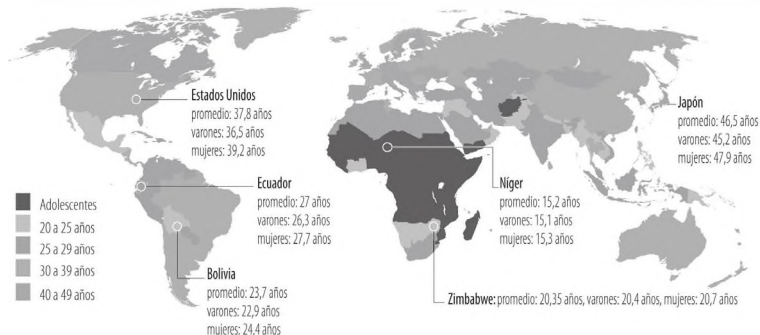 Estados Unidos
promedio: 37,8 años
varones: 36,5 años
mujeres: 39,2 años
Japón
promedio: 46,5 años
varones: 45,2 años
mujeres: 47,9 años
Ecuador
promedio: 27 años
varones: 26,3 años
mujeres: 27,7 años
Níger
promedio: 15,2 años
varones: 15,1 años
mujeres: 15,3 años
Adolescentes
20 a 25 años
25 a 29 años
30 a 39 años
40 a 49 años
Bolivia
promedio: 23,7 años
varones: 22,9 años
mujeres: 24,4 años
Zimbabwe: promedio: 20,35 años, varones: 20,4 años, mujeres: 20,7 años